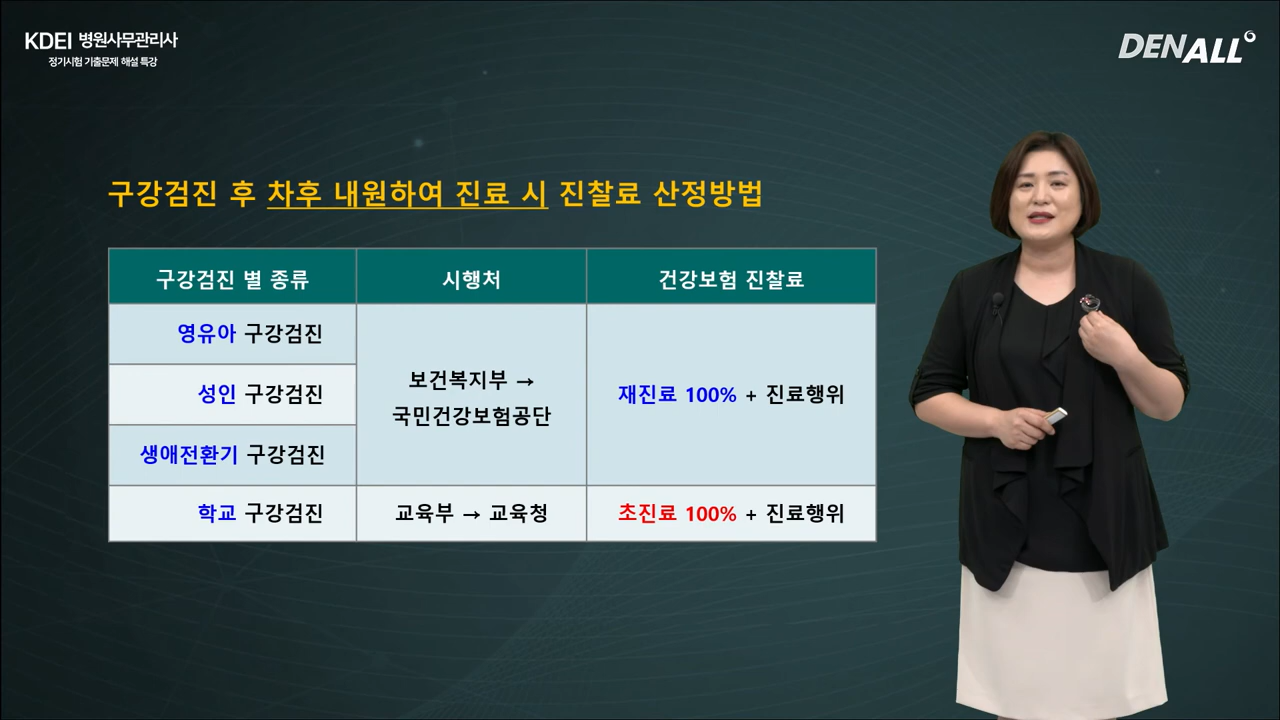 KDEI 병원사무관리사
정기시험 기출문제 해설 특강
DENALL
구강검진 후 차후 내원하여 진료 시 진찰료 산정방법
구강검진 별 종류
시행처
건강보험 진찰료
영유아 구강검진
성인 구강검진
생애전환기 구강검진
보건복지부 →
국민건강보험공단
재진료 100% + 진료행위
학교 구강검진
교육부 → 교육청
초진료 100% + 진료행위